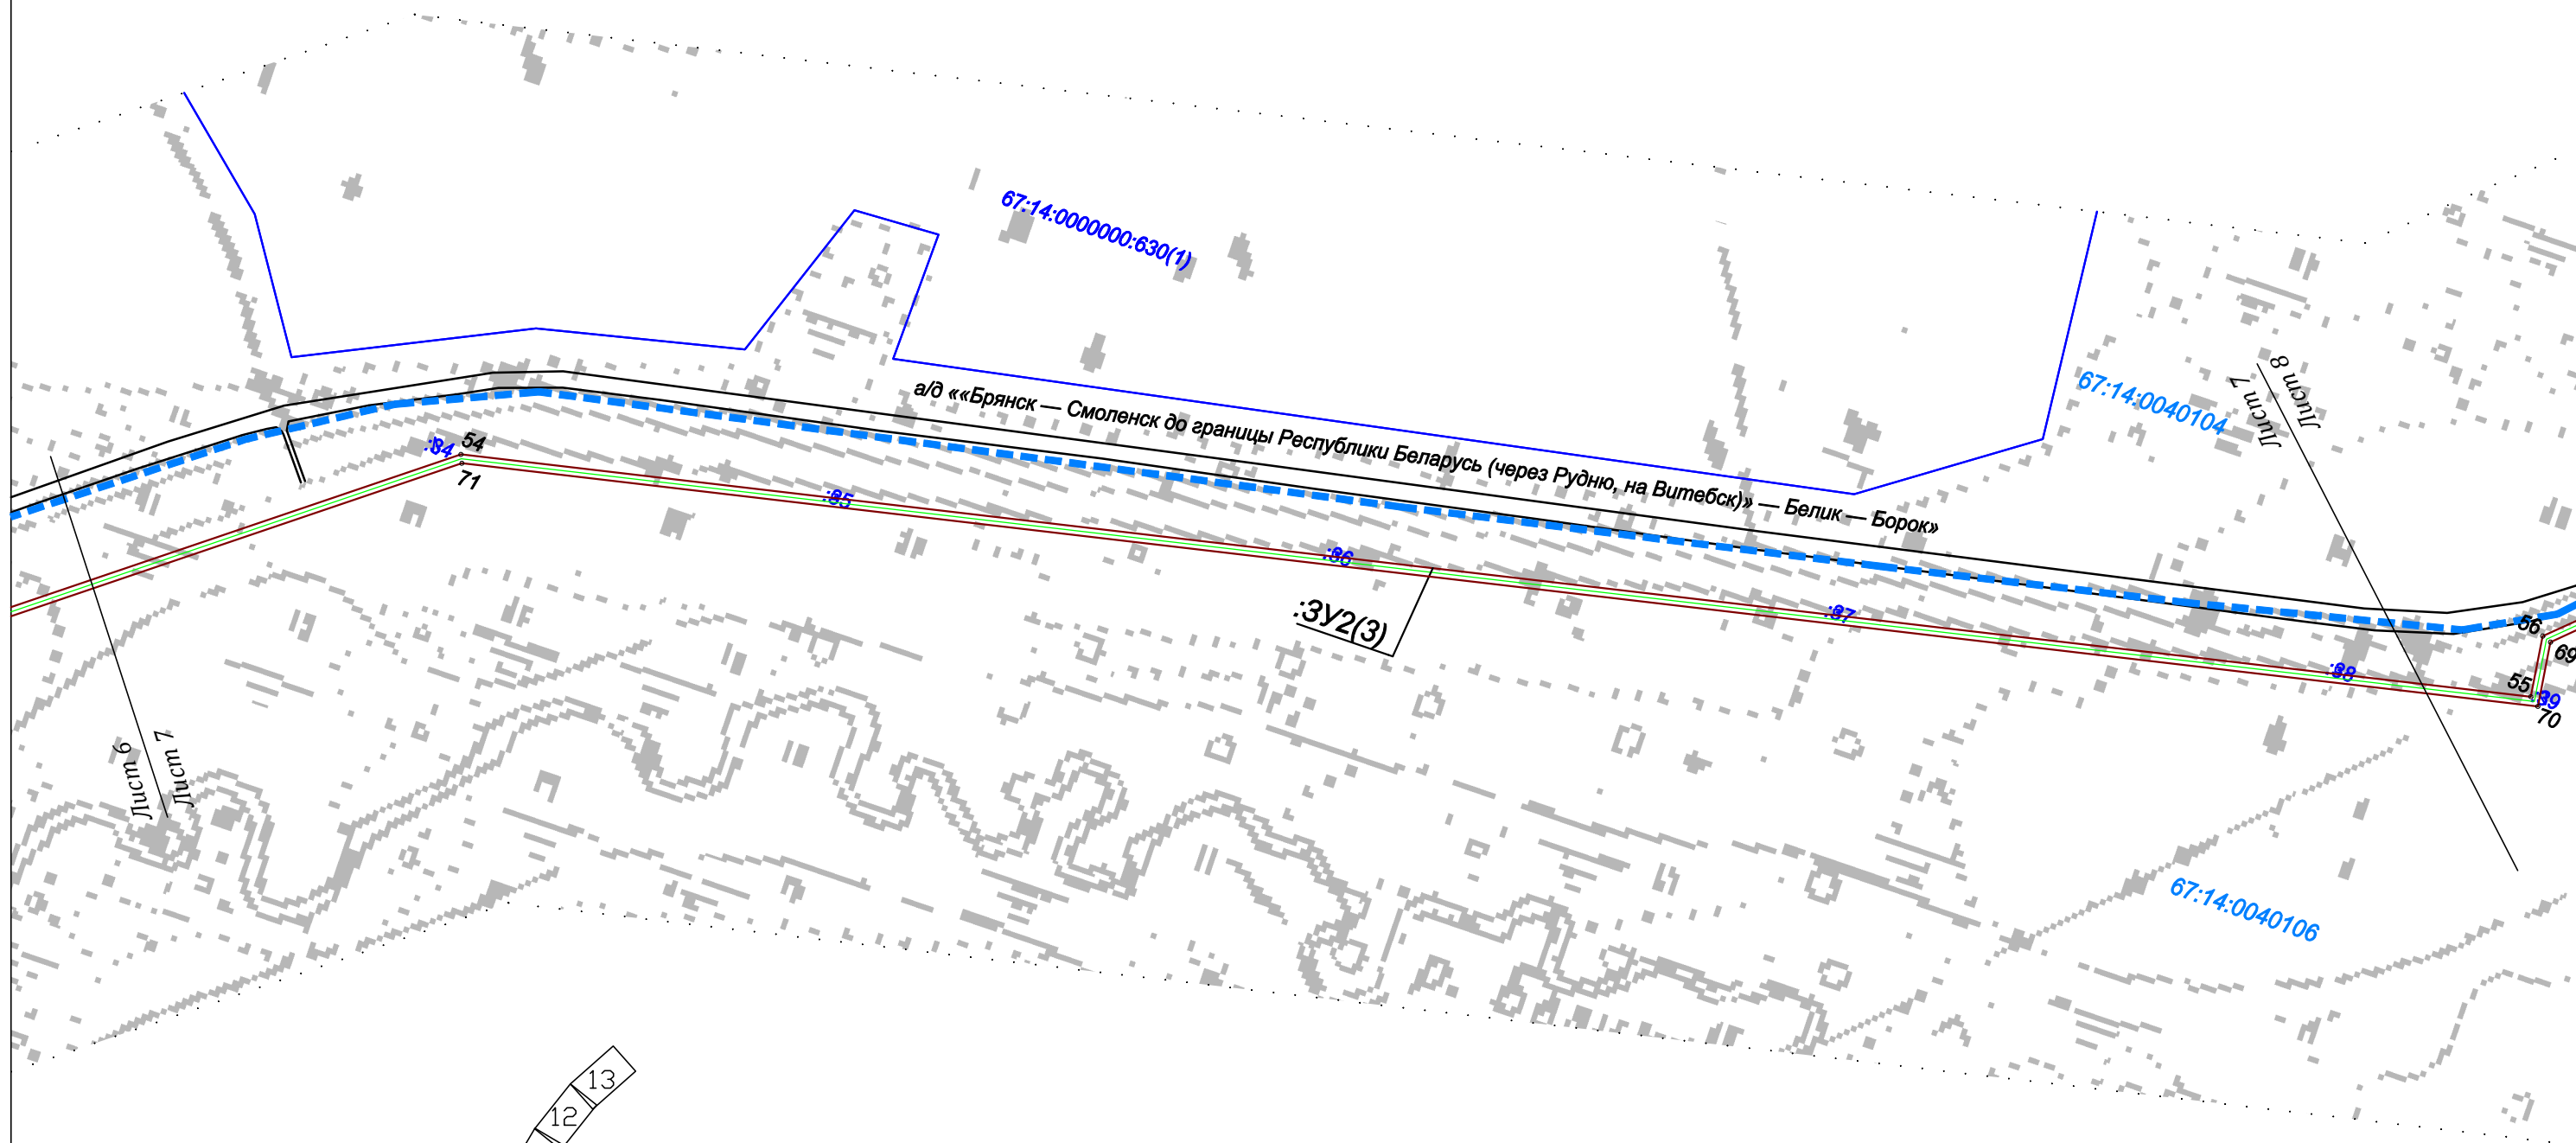 67:14:0000000:630(1)
а/д ««Брянск — Смоленск до границы Республики Беларусь (через Рудню, на Витебск)» — Белик — Борок»
67:14:0040104
Лист 7
Лист 8
:84
54
71
:85
:86
:ЗУ2(3)
:87
:88
56
69
55
:89
70
Лист 6
Лист 7
67:14:0040106
13
12